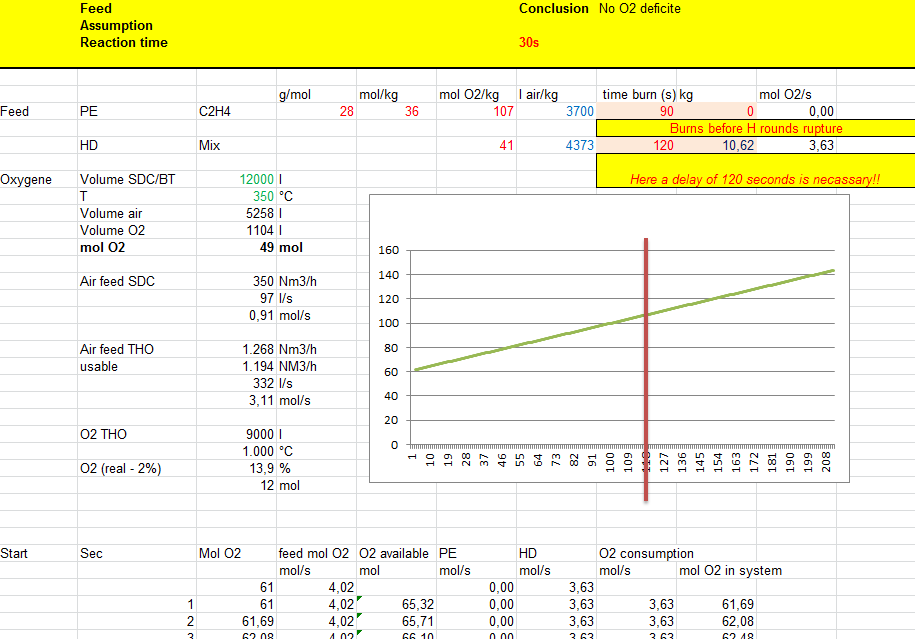 Feed Conclusion No O2 deficite
Assumption
Reaction time 30s
g/mol mol/kg mol O2/kg l air/kg time burn (s) kg mol O2/s
Feed PE C2H4 28 36 107 3700 90 0 0,00
Burns before H rounds rupture
HD Mix 41 4373 120 10,62 3,63
Oxygene Volume SDC/BT 12000 l Here a delay of 120 seconds is necassary!!
T 350 °C
Volume air 5258 l
Volume O2 1104 l
mol O2 49 mol
Air feed SDC 350 Nm3/h
97 l/s
0,91 mol/s
Air feed THO 1.268 Nm3/h
usable 1.194 NM3/h
332 l/s
3,11 mol/s
O2 THO 9000 l
1.000 °C
O2 (real - 2%) 13,9 %
12 mol
160
140
120
100
80
60
40
20
0
1 10 19 28 37 46 55 64 73 82 91 100 109 118 127 136 145 154 163 172 181 190 199 208
Start Sec Mol O2 feed mol O2 O2 available PE HD O2 consumption
mol/s mol mol/s mol/s mol/s mol O2 in system
61 4,02 0,00 3,63
1 61 4,02 65,32 0,00 3,63 3,63 61,69
2 61,69 4,02 65,71 0,00 3,63 3,63 62,08
3 62,08 4,02 66,10 0,00 3,63 3,63 62,48